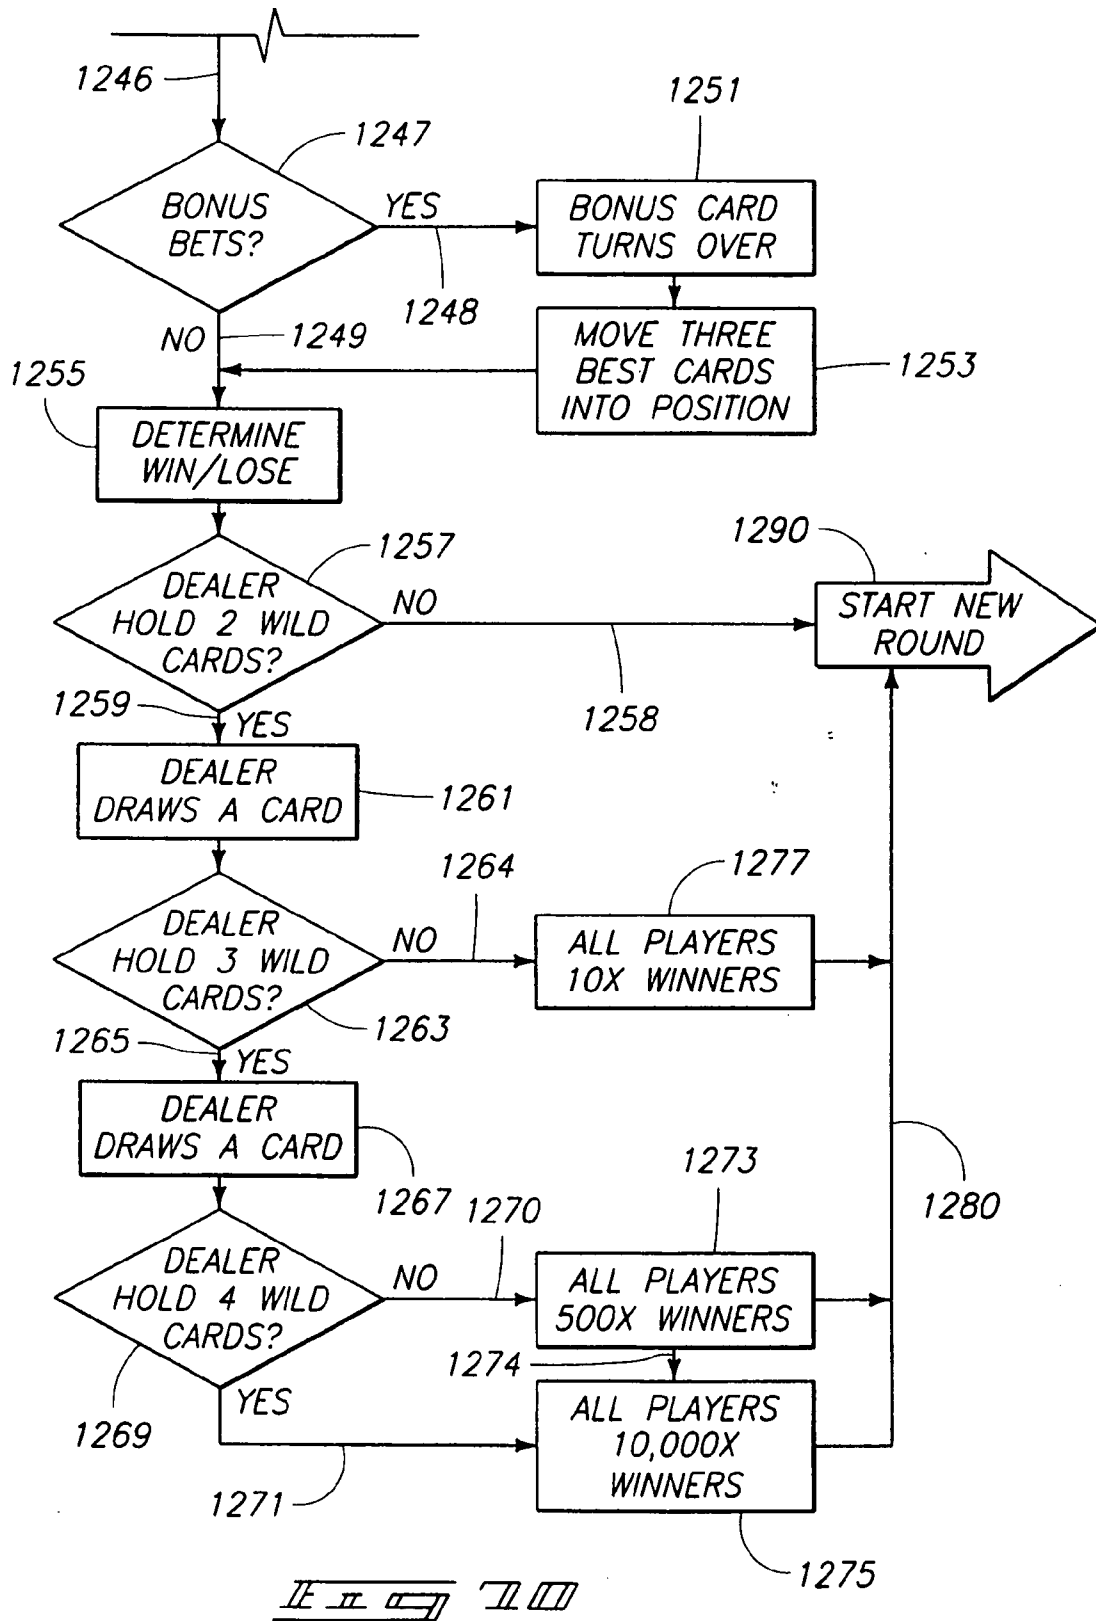 1246
1247
1251
BONUS
BETS?
YES
1248
BONUS CARD
TURNS OVER
NO
1249
MOVE THREE
BEST CARDS
INTO POSITION
1253
1255
DETERMINE
WIN/LOSE
1257
DEALER
HOLD 2 WILD
CARDS?
NO
1258
1290
START NEW
ROUND
1259
YES
DEALER
DRAWS A CARD
1261
1264
1277
DEALER
HOLD 3 WILD
CARDS?
NO
ALL PLAYERS
10X WINNERS
1263
1265
YES
DEALER
DRAWS A CARD
1267
1270
1273
1280
DEALER
HOLD 4 WILD
CARDS?
NO
ALL PLAYERS
500X WINNERS
1274
1269
YES
1271
ALL PLAYERS
10,000X
WINNERS
1275
FIG 70